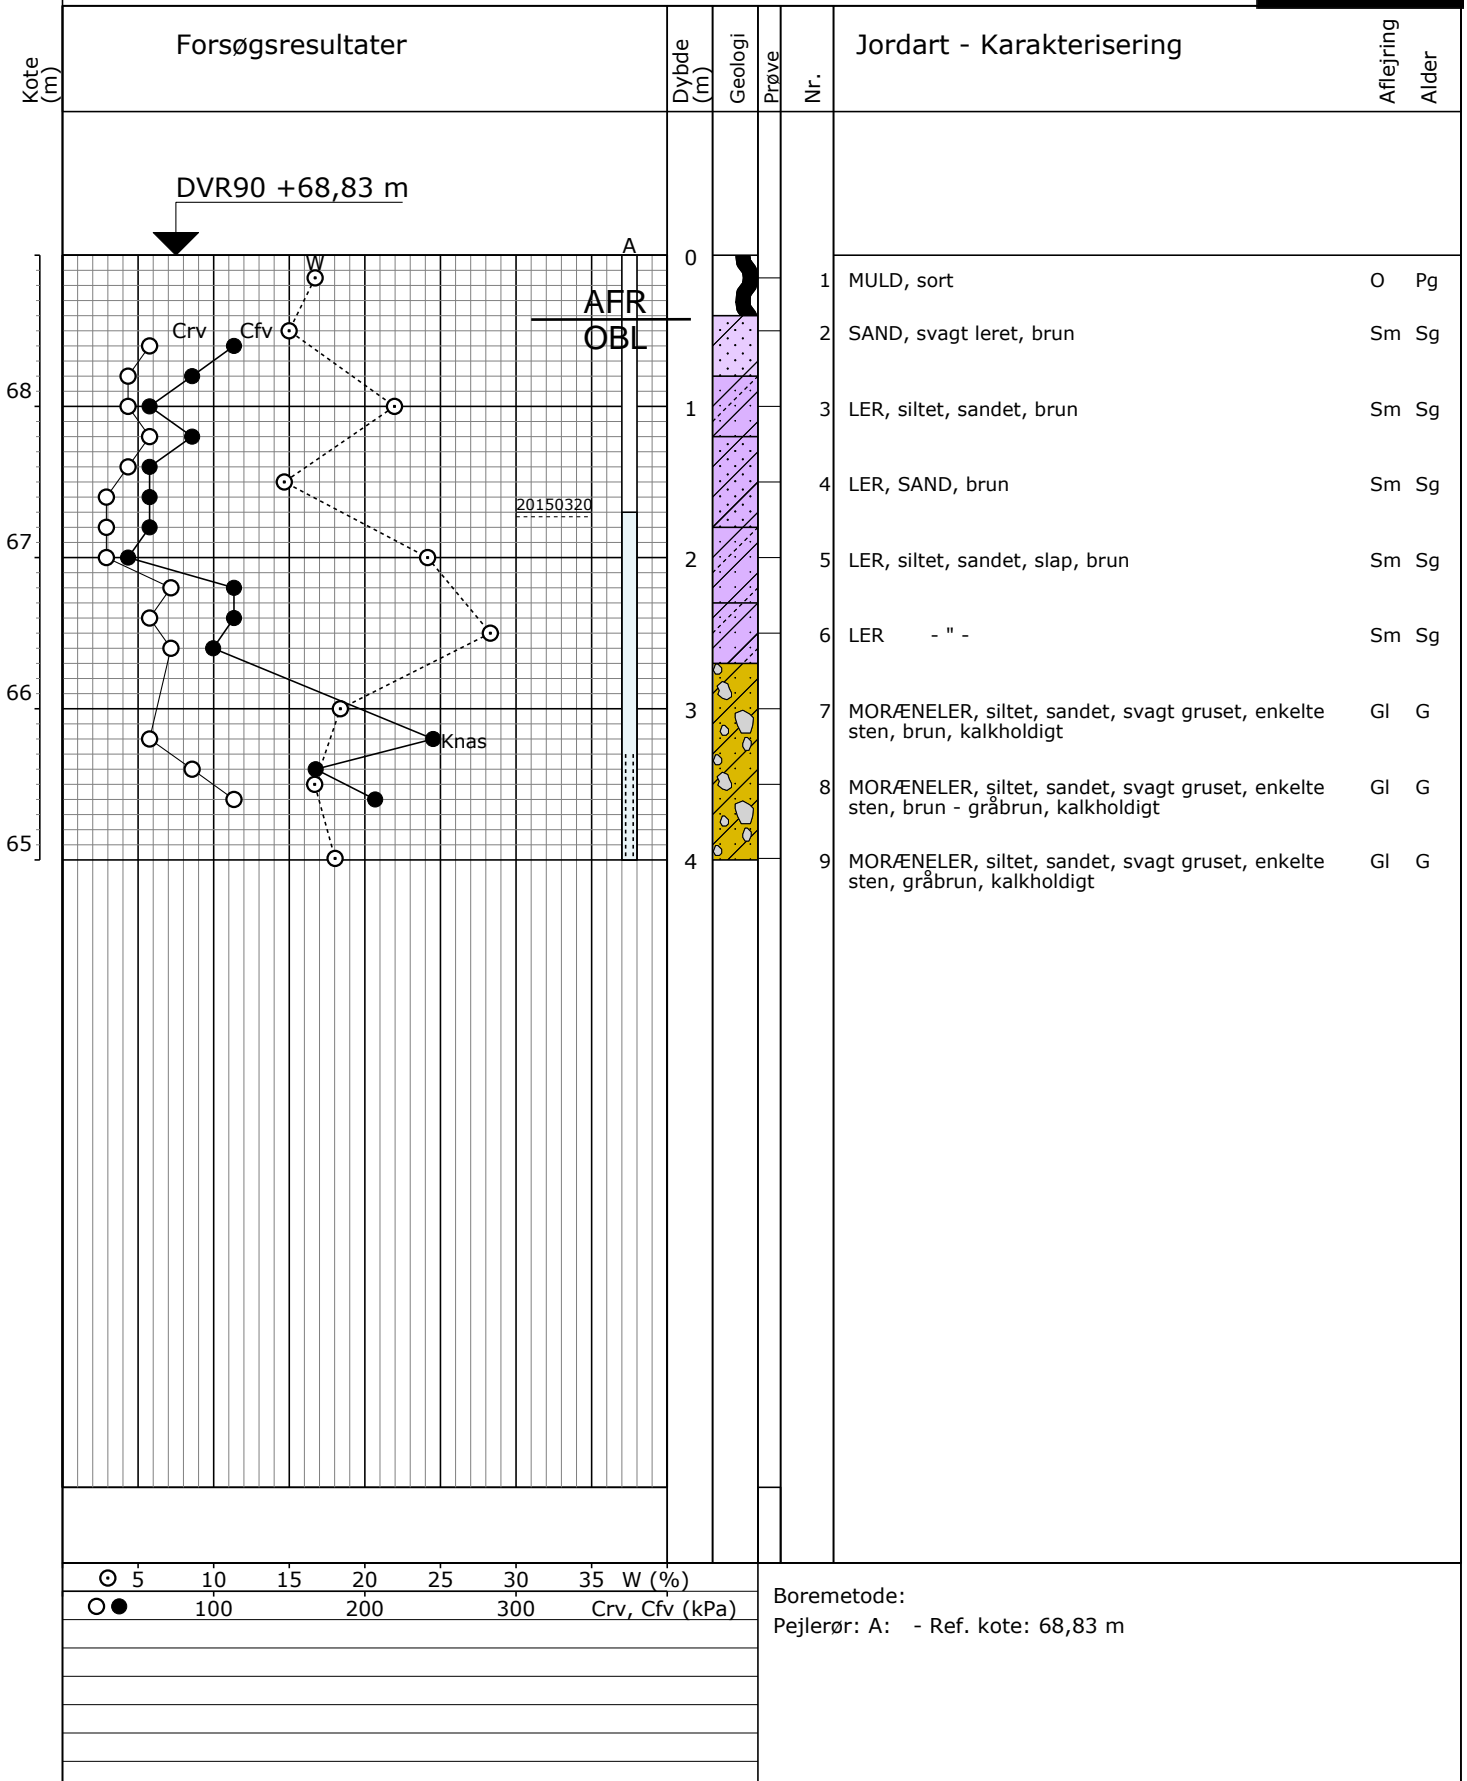 Kote (m)
Forsøgsresultater
Dybde (m)
Geologi
Prøve
Nr.
Jordart - Karakterisering
Aflejring
Alder
DVR90 +68,83 m
A
W
0
1 MULD, sort O Pg
AFR
OBL
Crv Cfv
2 SAND, svagt leret, brun Sm Sg
68
1
3 LER, siltet, sandet, brun Sm Sg
4 LER, SAND, brun Sm Sg
20150320
67
2
5 LER, siltet, sandet, slap, brun Sm Sg
6 LER - " - Sm Sg
66
3
7 MORÆNELER, siltet, sandet, svagt gruset, enkelte Gl G
sten, brun, kalkholdigt
Knas
8 MORÆNELER, siltet, sandet, svagt gruset, enkelte Gl G
sten, brun - gråbrun, kalkholdigt
65
4
9 MORÆNELER, siltet, sandet, svagt gruset, enkelte Gl G
sten, gråbrun, kalkholdigt
5 10 15 20 25 30 35 W (%)
100 200 300 Crv, Cfv (kPa)
Boremetode:
Pejlerør: A: - Ref. kote: 68,83 m